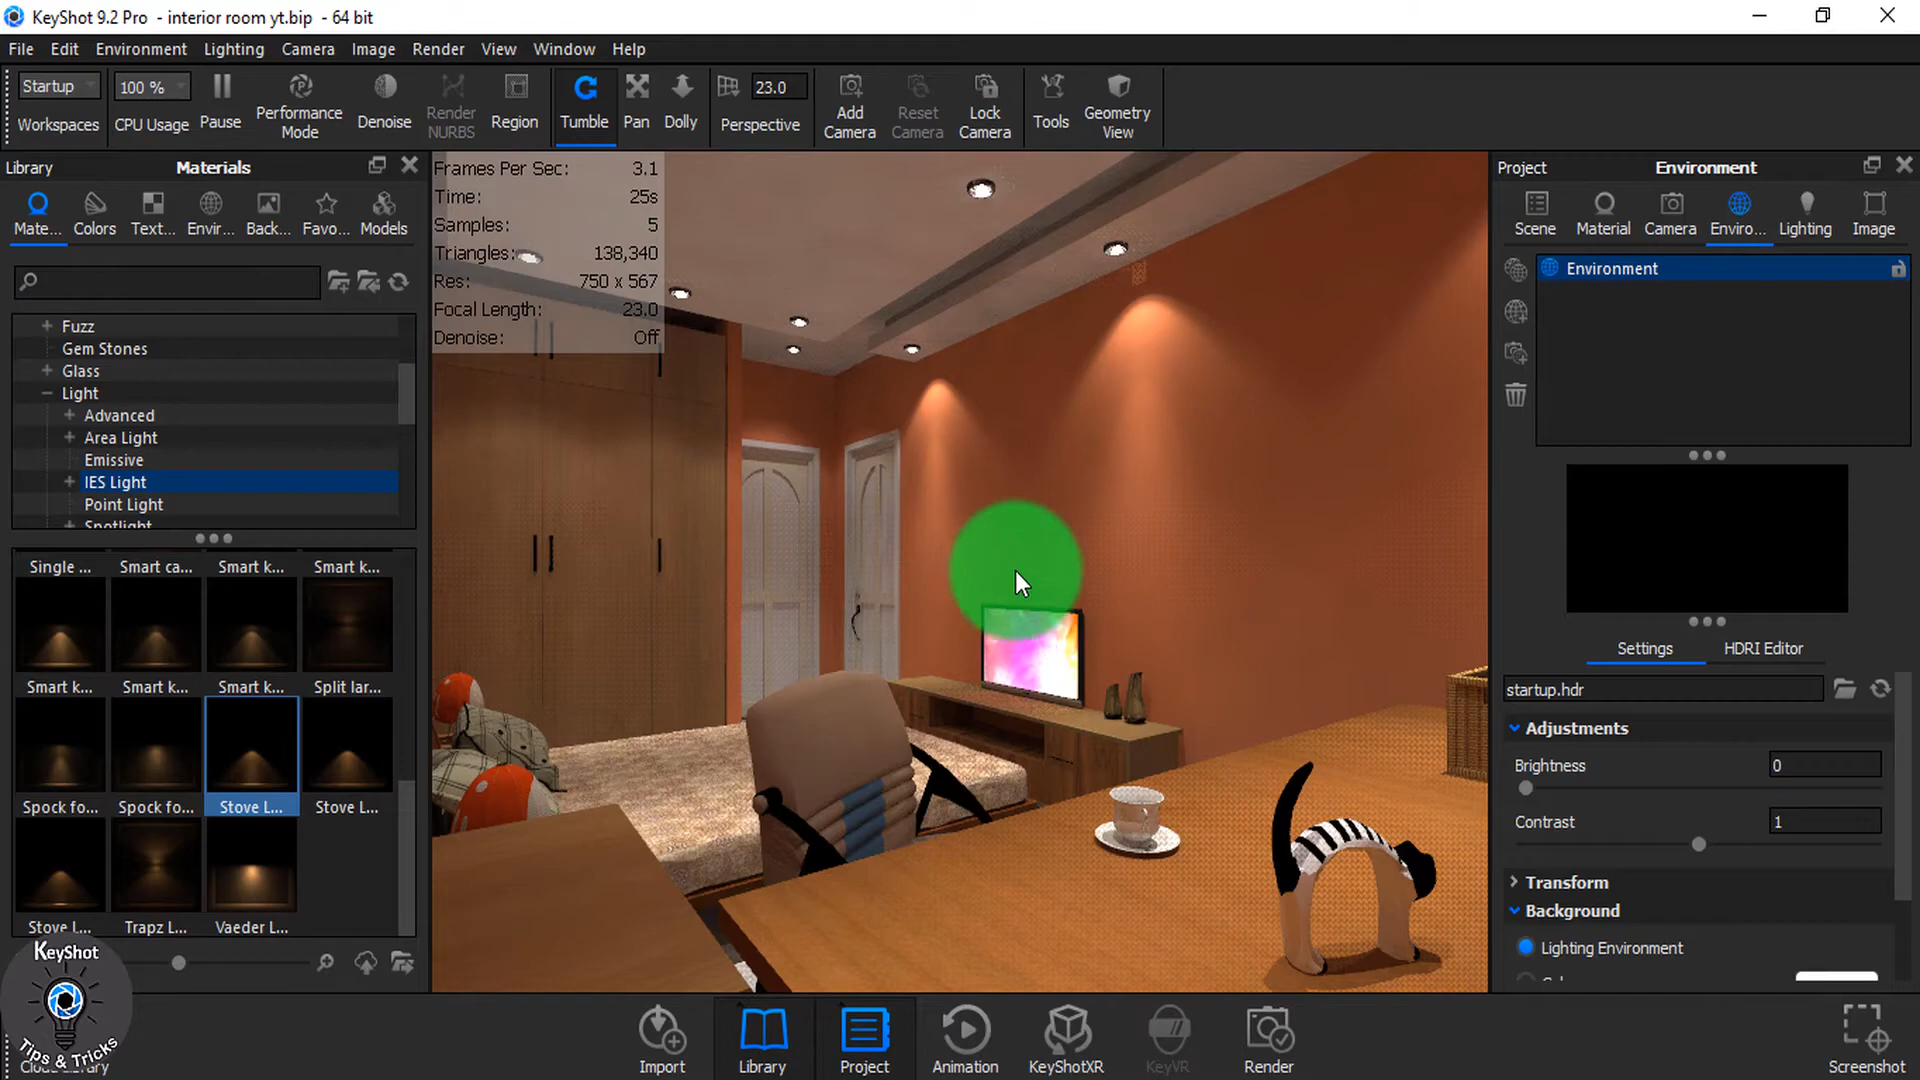 KeyShot 9.2 Pro - interior room yt.bip - 64 bit
File Edit Environment Lighting Camera Image Render View Window Help
Startup
Workspaces
100 %
CPU Usage
Pause
Performance
Mode
Denoise
Render
NURBS
Region
Tumble
Pan
Dolly
23.0
Perspective
Add
Camera
Reset
Camera
Lock
Camera
Tools
Geometry
View
Library
Materials
Mate...
Colors
Text...
Envir...
Back...
Favo...
Models
Fuzz
Gem Stones
Glass
Light
Advanced
Area Light
Emissive
IES Light
Point Light
Spotlight
Single ...
Smart ca...
Smart k...
Smart k...
Smart k...
Smart k...
Smart k...
Split lar...
Spock fo...
Spock fo...
Stove L...
Stove L...
Stove L...
Trapz L...
Vaeder L...
KeyShot
Tips & Tricks
Frames Per Sec: 3.1
Time: 25s
Samples: 5
Triangles: 138,340
Res: 750 x 567
Focal Length: 23.0
Denoise: Off
Project
Environment
Scene
Material
Camera
Enviro...
Lighting
Image
Environment
Settings
HDRI Editor
startup.hdr
Adjustments
Brightness 0
Contrast 1
Transform
Background
Lighting Environment
Import
Library
Project
Animation
KeyShotXR
KeyVR
Render
Screenshot